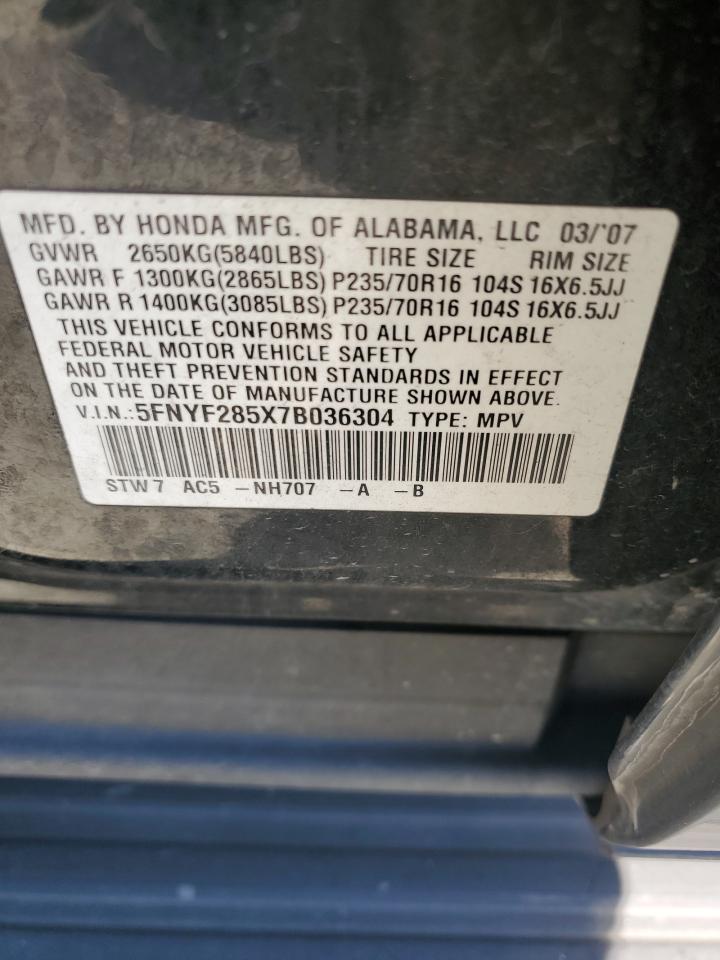 MFD. BY HONDA MFG. OF ALABAMA, LLC 03/'07
GVWR 2650KG(5840LBS) TIRE SIZE RIM SIZE
GAWR F 1300KG(2865LBS) P235/70R16 104S 16X6.5JJ
GAWR R 1400KG(3085LBS) P235/70R16 104S 16X6.5JJ
THIS VEHICLE CONFORMS TO ALL APPLICABLE
FEDERAL MOTOR VEHICLE SAFETY
AND THEFT PREVENTION STANDARDS IN EFFECT
ON THE DATE OF MANUFACTURE SHOWN ABOVE.
V.I.N.:5FNYF285X7B036304 TYPE: MPV
STW7 AC5 -NH707 -A -B